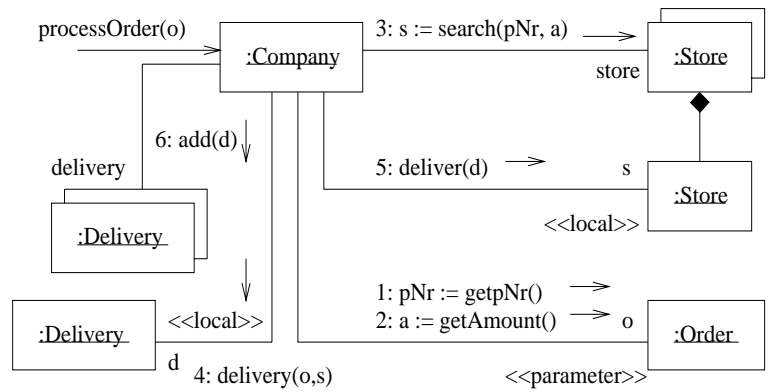 processOrder(o)
:Company
3: s := search(pNr, a)
store
:Store
6: add(d)
delivery
:Delivery
5: deliver(d)
s
:Store
<<local>>
:Delivery
<<local>>
d
4: delivery(o,s)
1: pNr := getpNr()
2: a := getAmount()
o
:Order
<<parameter>>